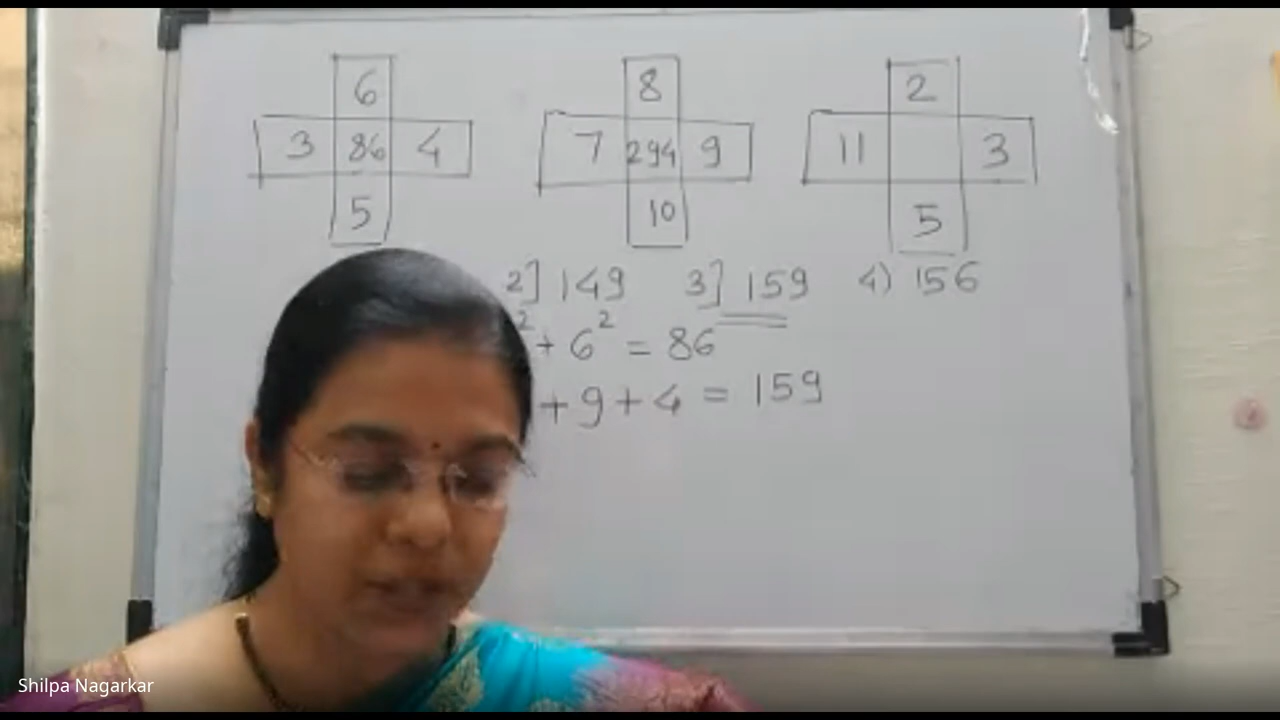 6 8 2
3 86 4 7 294 9 11 3
5 10 5
2] 149 3] 159 4) 156
² + 6² = 86
+ 9 + 4 = 159
Shilpa Nagarkar